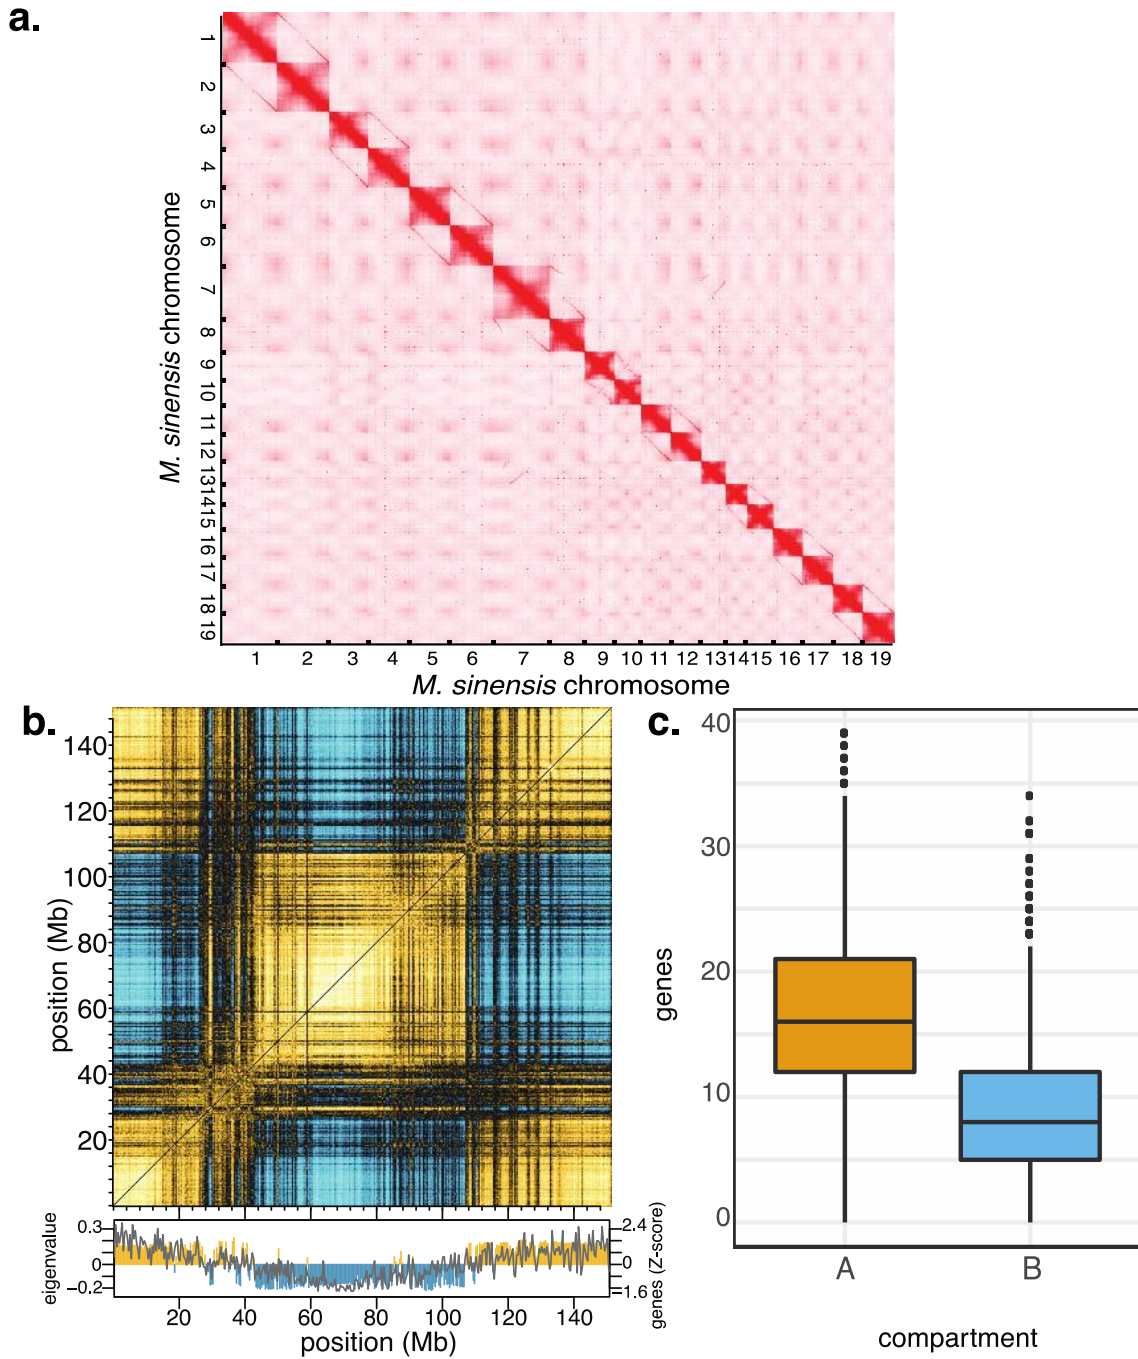 a.
1
2
3
4
5
6
7
8
9
10
11
12
13
14
15
16
17
18
19
M. sinensis chromosome
1 2 3 4 5 6 7 8 9 10 11 12 13 14 15 16 17 18 19
M. sinensis chromosome
b.
140
120
100
80
60
40
20
position (Mb)
0.3
0
−0.2
eigenvalue
2.4
0
−1.6
genes (Z-score)
20 40 60 80 100 120 140
position (Mb)
c.
40
30
20
10
0
genes
A B
compartment